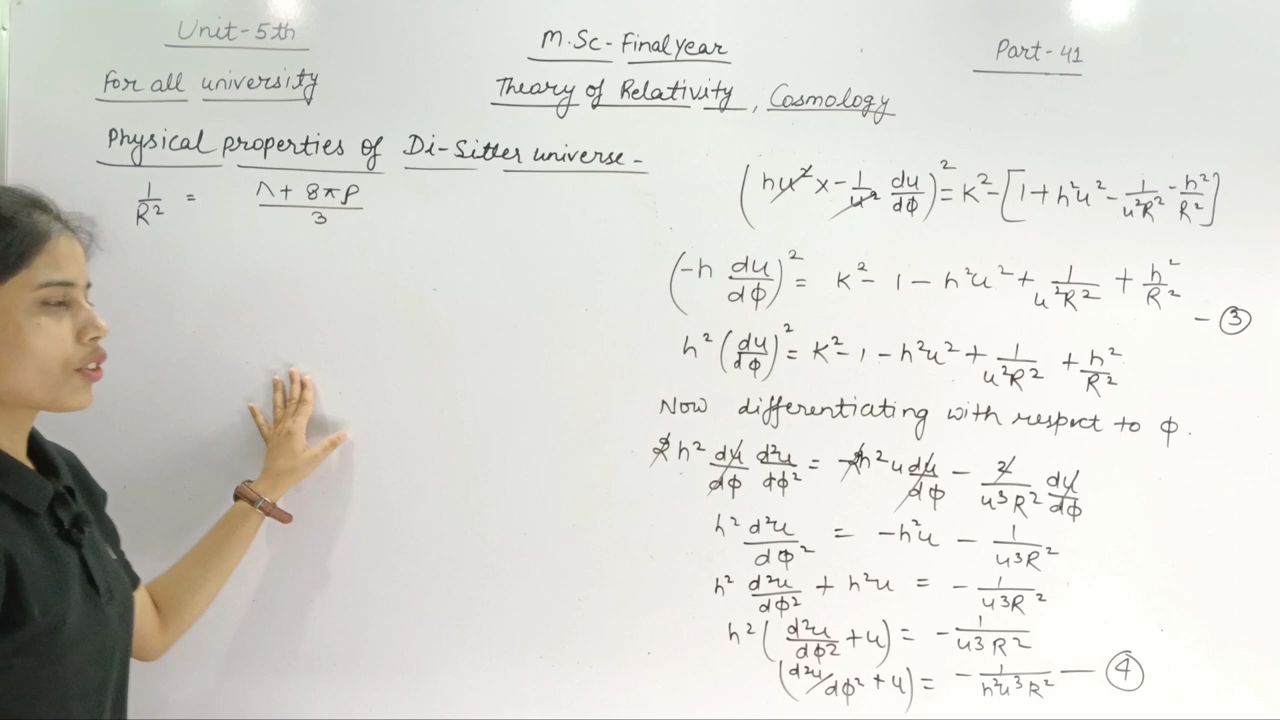 Unit-5th
M.Sc-Final year
Part-41
For all university
Theory of Relativity, Cosmology
Physical properties of Di-Sitter universe-
1/R² = (Λ + 8πρ)/3
(hu²x - 1/u² du/dφ)² = K² - [1 + h²u² - 1/u²R² - h²/R²]
(-h du/dφ)² = K² - 1 - h²u² + 1/u²R² + h²/R² - ③
h² (du/dφ)² = K² - 1 - h²u² + 1/u²R² + h²/R²
Now differentiating with respect to φ.
2h² du/dφ d²u/dφ² = -2h²u du/dφ - 2/u³R² du/dφ
h² d²u/dφ² = -h²u - 1/u³R²
h² d²u/dφ² + h²u = - 1/u³R²
h² (d²u/dφ² + u) = - 1/u³R²
(d²u/dφ² + u) = - 1/h²u³R² — ④